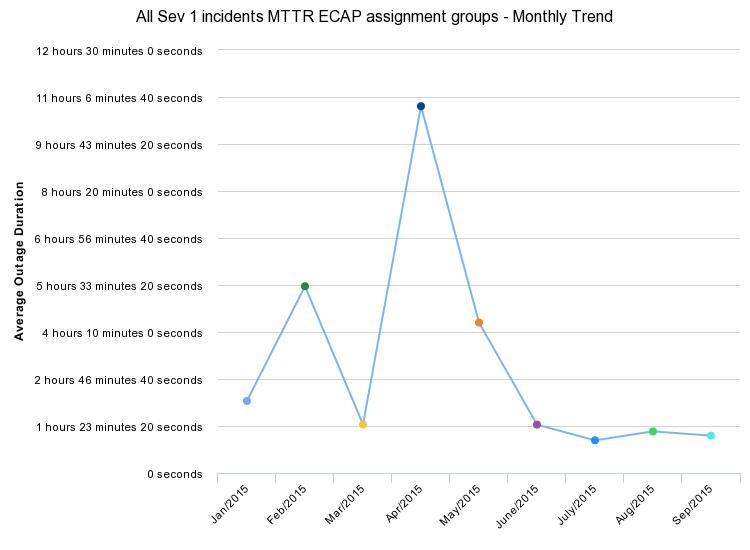 All Sev 1 incidents MTTR ECAP assignment groups - Monthly Trend
12 hours 30 minutes 0 seconds
11 hours 6 minutes 40 seconds
9 hours 43 minutes 20 seconds
8 hours 20 minutes 0 seconds
6 hours 56 minutes 40 seconds
5 hours 33 minutes 20 seconds
4 hours 10 minutes 0 seconds
2 hours 46 minutes 40 seconds
1 hours 23 minutes 20 seconds
0 seconds
Average Outage Duration
Jan/2015
Feb/2015
Mar/2015
Apr/2015
May/2015
June/2015
July/2015
Aug/2015
Sep/2015